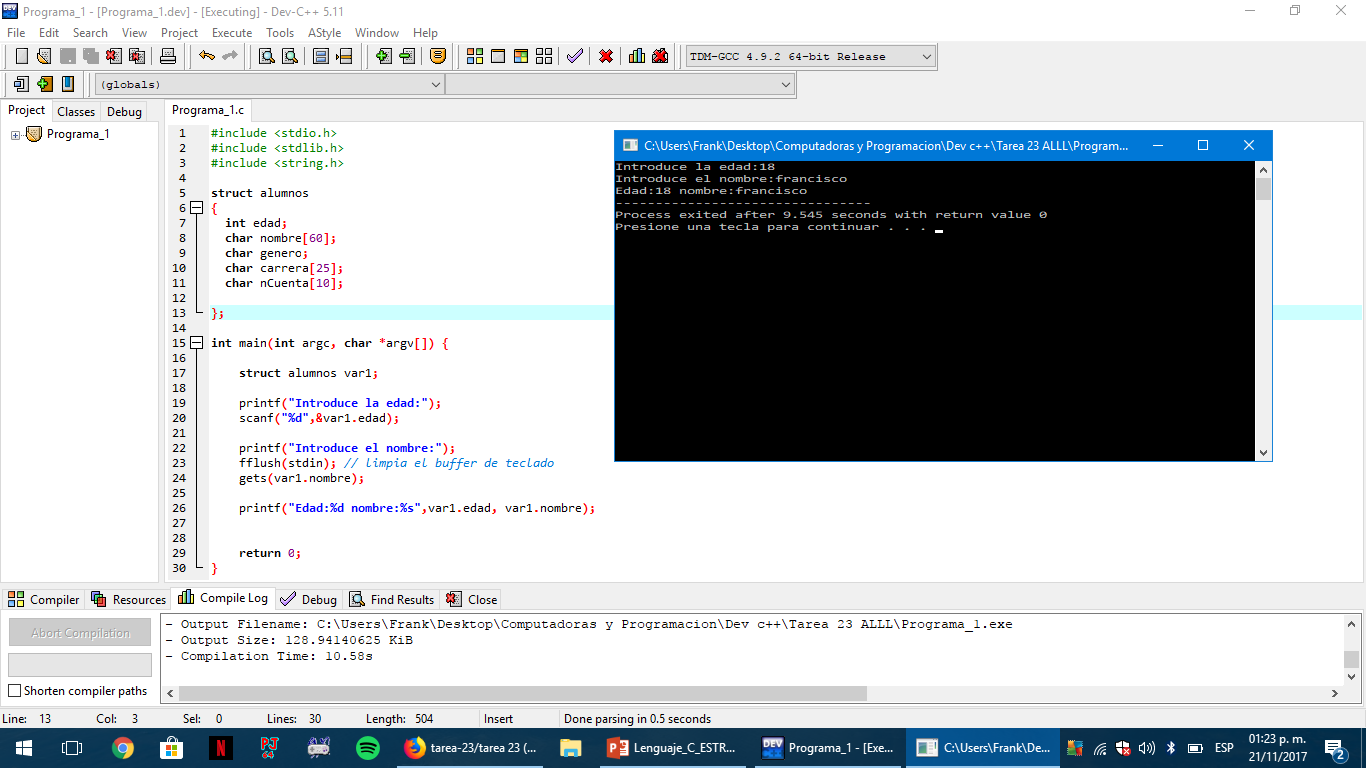 Programa_1 - [Programa_1.dev] - [Executing] - Dev-C++ 5.11
File Edit Search View Project Execute Tools AStyle Window Help
TDM-GCC 4.9.2 64-bit Release
(globals)
Project Classes Debug
Programa_1
Programa_1.c
1 #include <stdio.h>
2 #include <stdlib.h>
3 #include <string.h>
4
5 struct alumnos
6 {
7 int edad;
8 char nombre[60];
9 char genero;
10 char carrera[25];
11 char nCuenta[10];
12
13 };
14
15 int main(int argc, char *argv[]) {
16
17 struct alumnos var1;
18
19 printf("Introduce la edad:");
20 scanf("%d",&var1.edad);
21
22 printf("Introduce el nombre:");
23 fflush(stdin); // limpia el buffer de teclado
24 gets(var1.nombre);
25
26 printf("Edad:%d nombre:%s",var1.edad, var1.nombre);
27
28
29 return 0;
30 }
C:\Users\Frank\Desktop\Computadoras y Programacion\Dev c++\Tarea 23 ALLL\Program...
Introduce la edad:18
Introduce el nombre:francisco
Edad:18 nombre:francisco
--------------------------------
Process exited after 9.545 seconds with return value 0
Presione una tecla para continuar . . .
Compiler Resources Compile Log Debug Find Results Close
Abort Compilation
Shorten compiler paths
- Output Filename: C:\Users\Frank\Desktop\Computadoras y Programacion\Dev c++\Tarea 23 ALLL\Programa_1.exe
- Output Size: 128.94140625 KiB
- Compilation Time: 10.58s
Line: 13 Col: 3 Sel: 0 Lines: 30 Length: 504 Insert Done parsing in 0.5 seconds
tarea-23/tarea 23 (... Lenguaje_C_ESTR... Programa_1 - [Exe... C:\Users\Frank\De... ESP
01:23 p. m.
21/11/2017
2